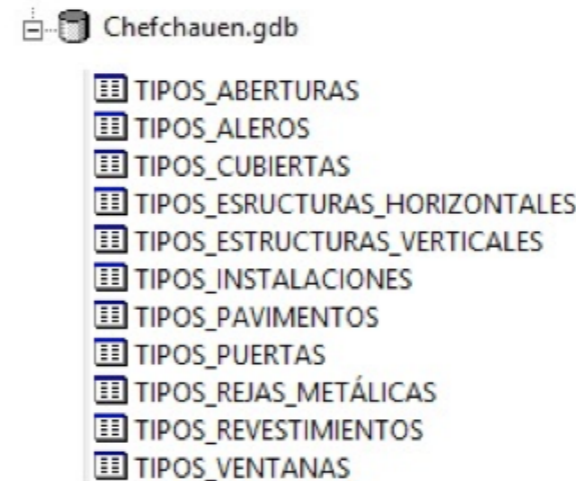 Chefchauen.gdb
TIPOS_ABERTURAS
TIPOS_ALEROS
TIPOS_CUBIERTAS
TIPOS_ESRUCTURAS_HORIZONTALES
TIPOS_ESTRUCTURAS_VERTICALES
TIPOS_INSTALACIONES
TIPOS_PAVIMENTOS
TIPOS_PUERTAS
TIPOS_REJAS_METÁLICAS
TIPOS_REVESTIMIENTOS
TIPOS_VENTANAS